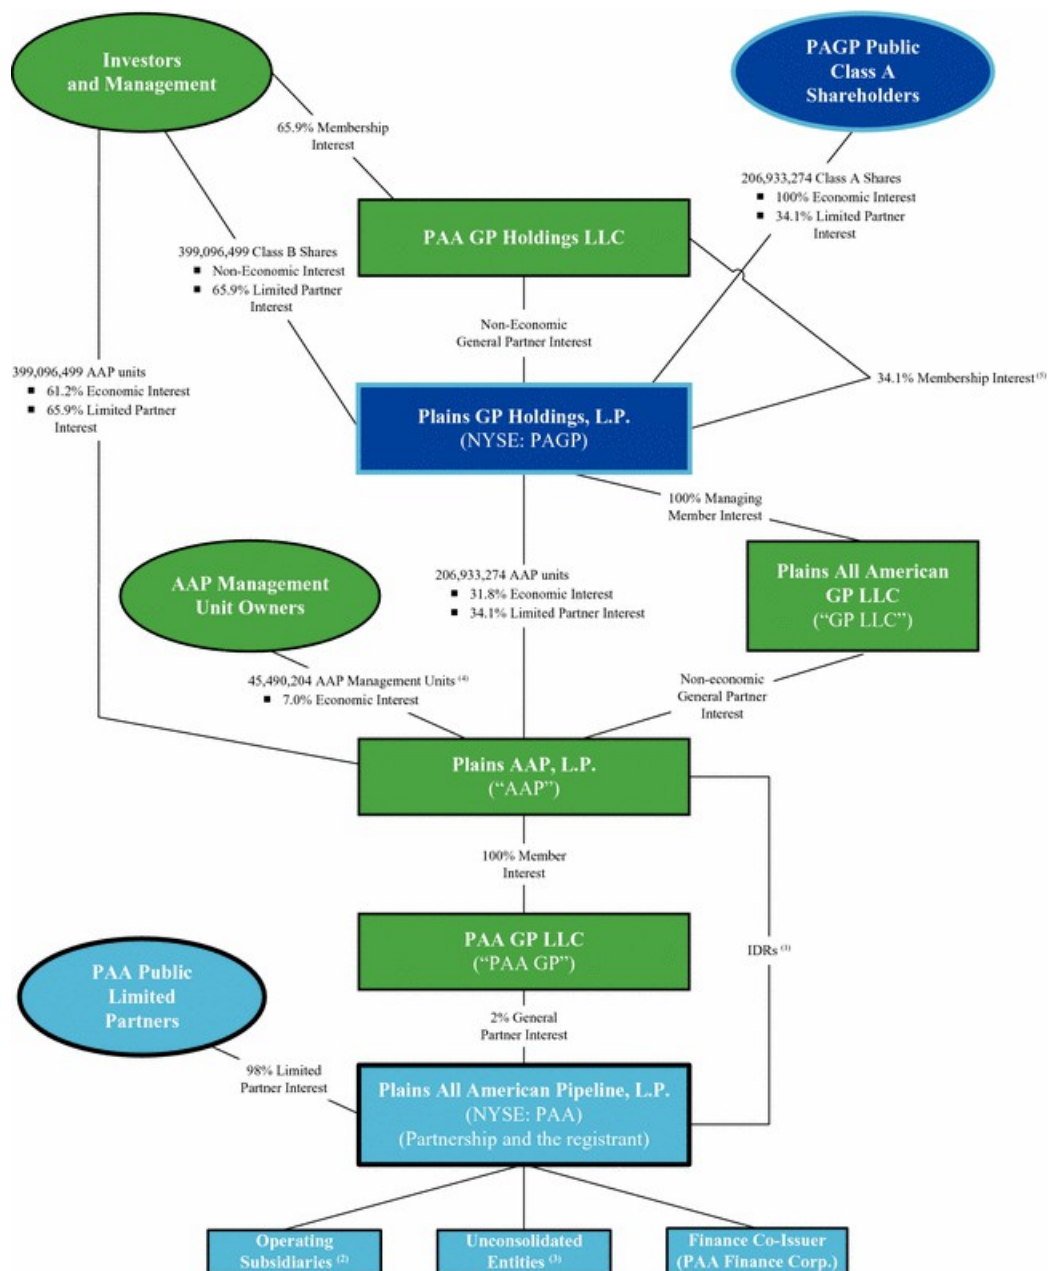 Investors
and Management
PAGP Public
Class A
Shareholders
65.9% Membership
Interest
206,933,274 Class A Shares
■ 100% Economic Interest
■ 34.1% Limited Partner
Interest
PAA GP Holdings LLC
399,096,499 Class B Shares
■ Non-Economic Interest
■ 65.9% Limited Partner
Interest
Non-Economic
General Partner Interest
399,096,499 AAP units
■ 61.2% Economic Interest
■ 65.9% Limited Partner
Interest
34.1% Membership Interest (5)
Plains GP Holdings, L.P.
(NYSE: PAGP)
100% Managing
Member Interest
AAP Management
Unit Owners
206,933,274 AAP units
■ 31.8% Economic Interest
■ 34.1% Limited Partner Interest
Plains All American
GP LLC
(“GP LLC”)
45,490,204 AAP Management Units (4)
■ 7.0% Economic Interest
Non-economic
General Partner
Interest
Plains AAP, L.P.
(“AAP”)
100% Member
Interest
PAA GP LLC
(“PAA GP”)
IDRs (1)
PAA Public
Limited
Partners
2% General
Partner Interest
98% Limited
Partner Interest
Plains All American Pipeline, L.P.
(NYSE: PAA)
(Partnership and the registrant)
Operating
Subsidiaries (2)
Unconsolidated
Entities (3)
Finance Co-Issuer
(PAA Finance Corp.)